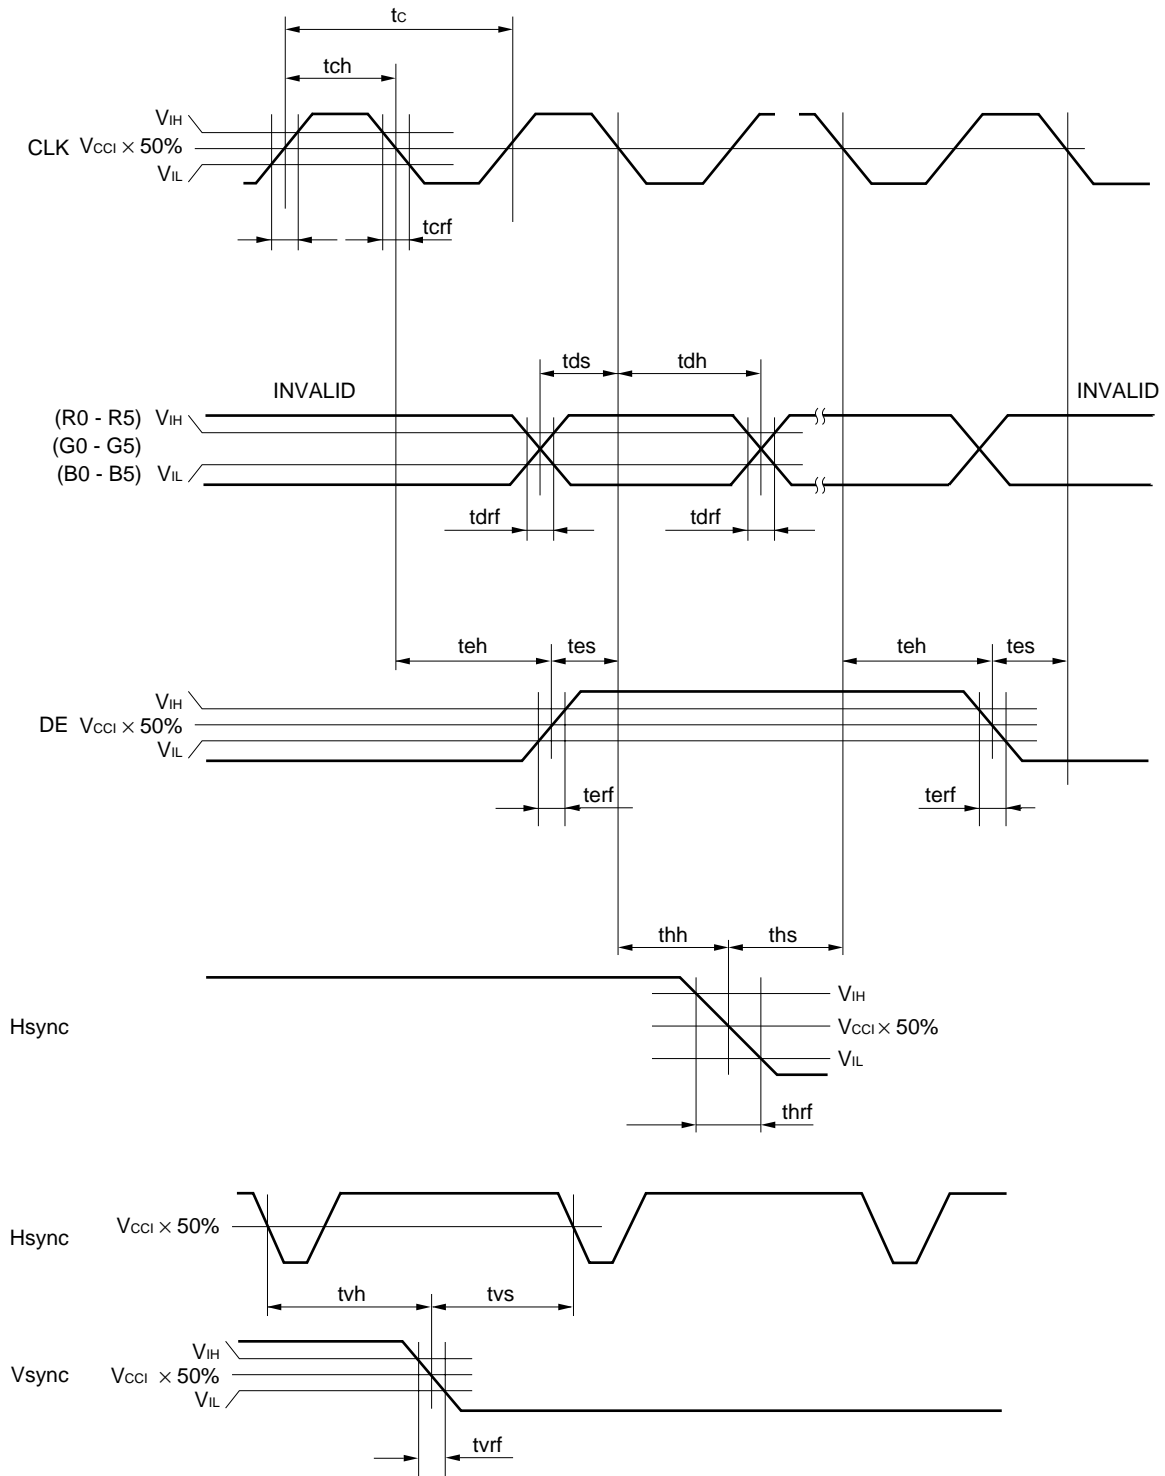 tc
tch
VIH
CLK VCCI × 50%
VIL
tcrf
tds tdh
INVALID INVALID
(R0 - R5) VIH
(G0 - G5)
(B0 - B5) VIL
tdrf tdrf
teh tes teh tes
VIH
DE VCCI × 50%
VIL
terf terf
thh ths
VIH
Hsync VCCI × 50%
VIL
thrf
VCCI × 50%
Hsync
tvh tvs
VIH
Vsync VCCI × 50%
VIL
tvrf